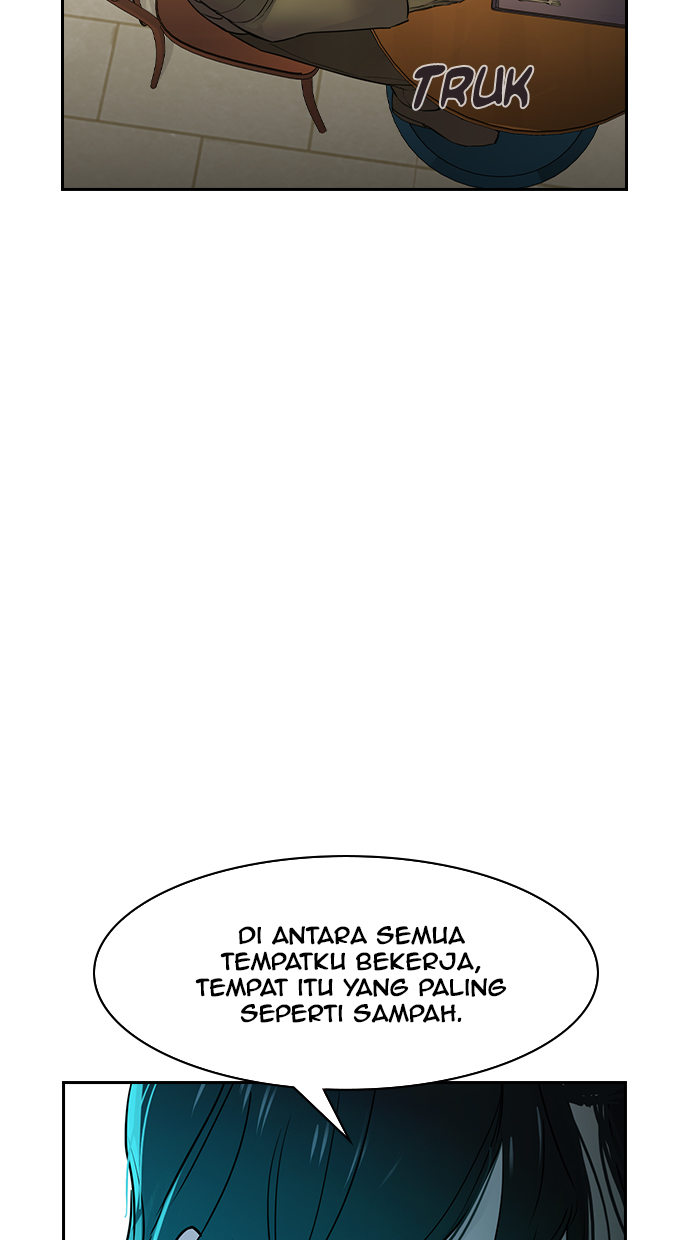 TRUK
DI ANTARA SEMUA
TEMPATKU BEKERJA,
TEMPAT ITU YANG PALING
SEPERTI SAMPAH.